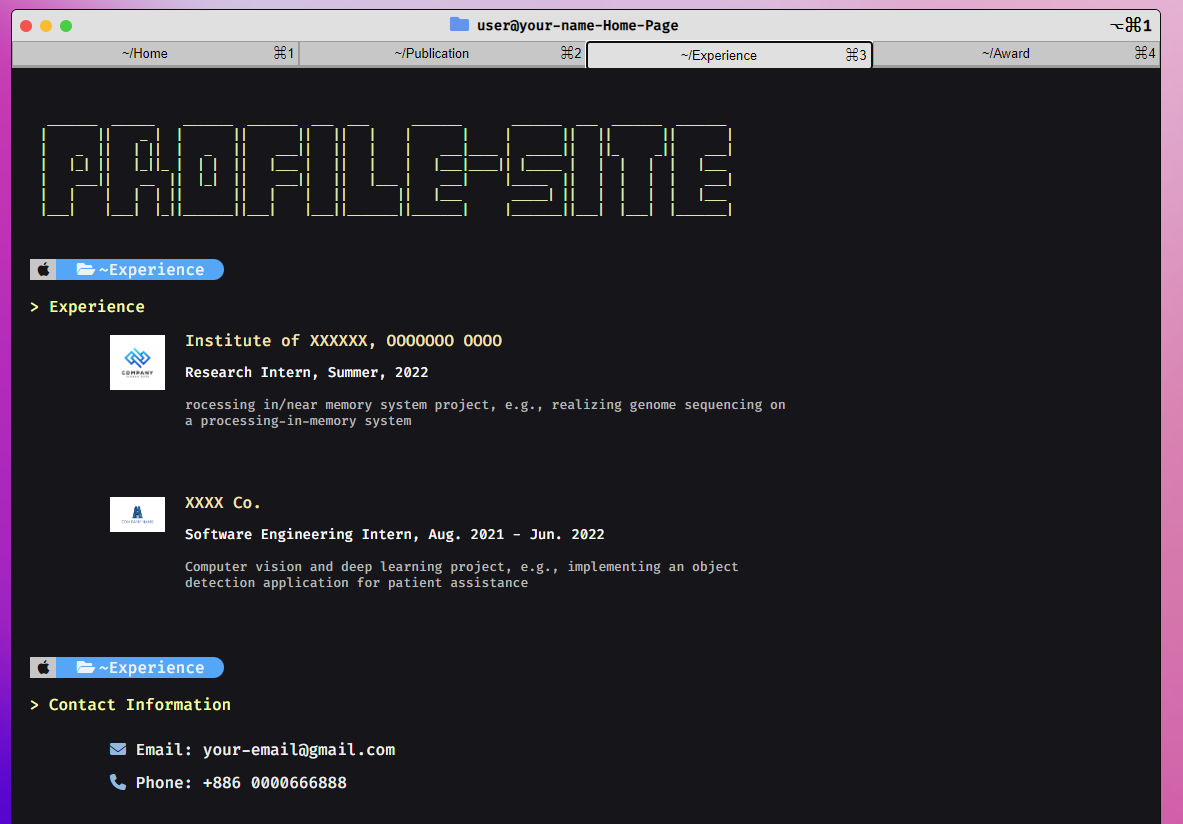 user@your-name-Home-Page ⌥⌘1
~/Home ⌘1 ~/Publication ⌘2 ~/Experience ⌘3 ~/Award ⌘4
PROFILE-SITE
~Experience
> Experience
Institute of XXXXXX, OOOOOOO OOOO
COMPANY
Research Intern, Summer, 2022
rocessing in/near memory system project, e.g., realizing genome sequencing on
a processing-in-memory system
XXXX Co.
COMPANY NAME
Software Engineering Intern, Aug. 2021 - Jun. 2022
Computer vision and deep learning project, e.g., implementing an object
detection application for patient assistance
~Experience
> Contact Information
Email: your-email@gmail.com
Phone: +886 0000666888